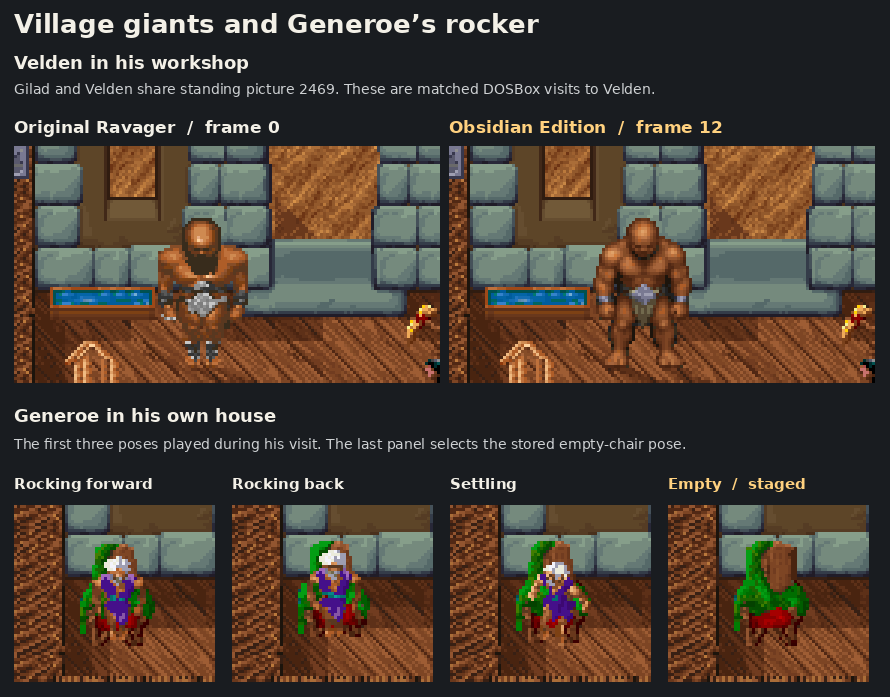 Village giants and Generoe’s rocker
Velden in his workshop
Gilad and Velden share standing picture 2469. These are matched DOSBox visits to Velden.
Original Ravager / frame 0
Obsidian Edition / frame 12
Generoe in his own house
The first three poses played during his visit. The last panel selects the stored empty-chair pose.
Rocking forward
Rocking back
Settling
Empty / staged